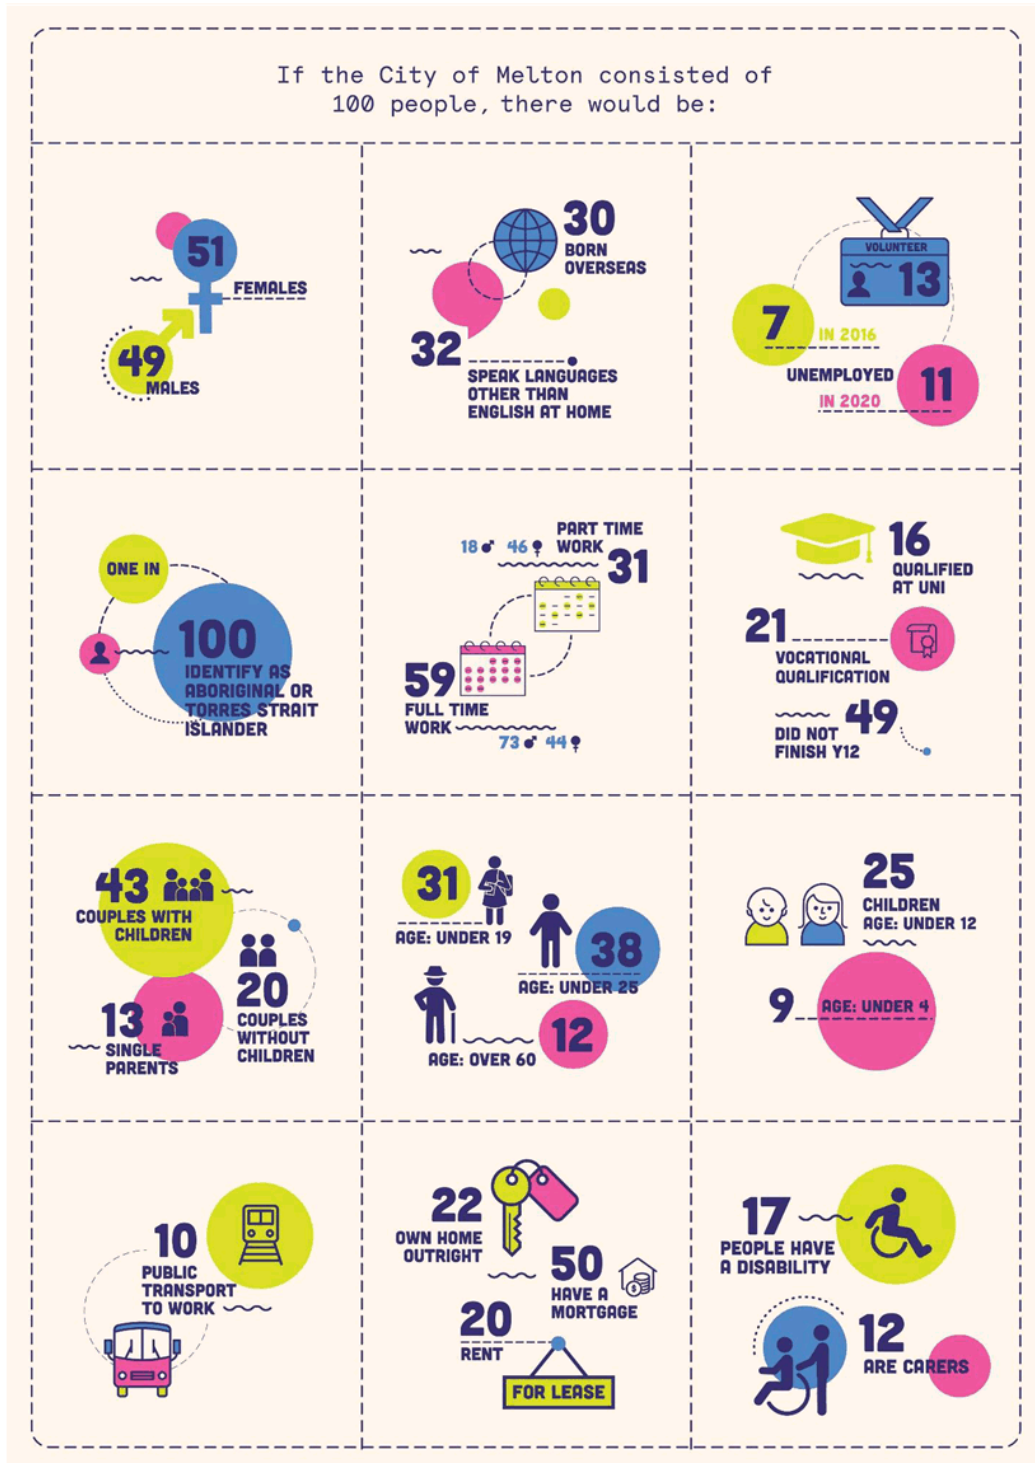 If the City of Melton consisted of
100 people, there would be:
51
FEMALES
49
MALES
30
BORN
OVERSEAS
32
SPEAK LANGUAGES
OTHER THAN
ENGLISH AT HOME
VOLUNTEER
13
7
IN 2016
UNEMPLOYED
11
IN 2020
ONE IN
100
IDENTIFY AS
ABORIGINAL OR
TORRES STRAIT
ISLANDER
PART TIME
18 ♂ 46 ♀ WORK
31
59
FULL TIME
WORK
73 ♂ 44 ♀
16
QUALIFIED
AT UNI
21
VOCATIONAL
QUALIFICATION
49
DID NOT
FINISH Y12
43
COUPLES WITH
CHILDREN
20
COUPLES
WITHOUT
CHILDREN
13
SINGLE
PARENTS
31
AGE: UNDER 19
38
AGE: UNDER 25
12
AGE: OVER 60
25
CHILDREN
AGE: UNDER 12
9
AGE: UNDER 4
10
PUBLIC
TRANSPORT
TO WORK
22
OWN HOME
OUTRIGHT
50
HAVE A
MORTGAGE
20
RENT
FOR LEASE
17
PEOPLE HAVE
A DISABILITY
12
ARE CARERS